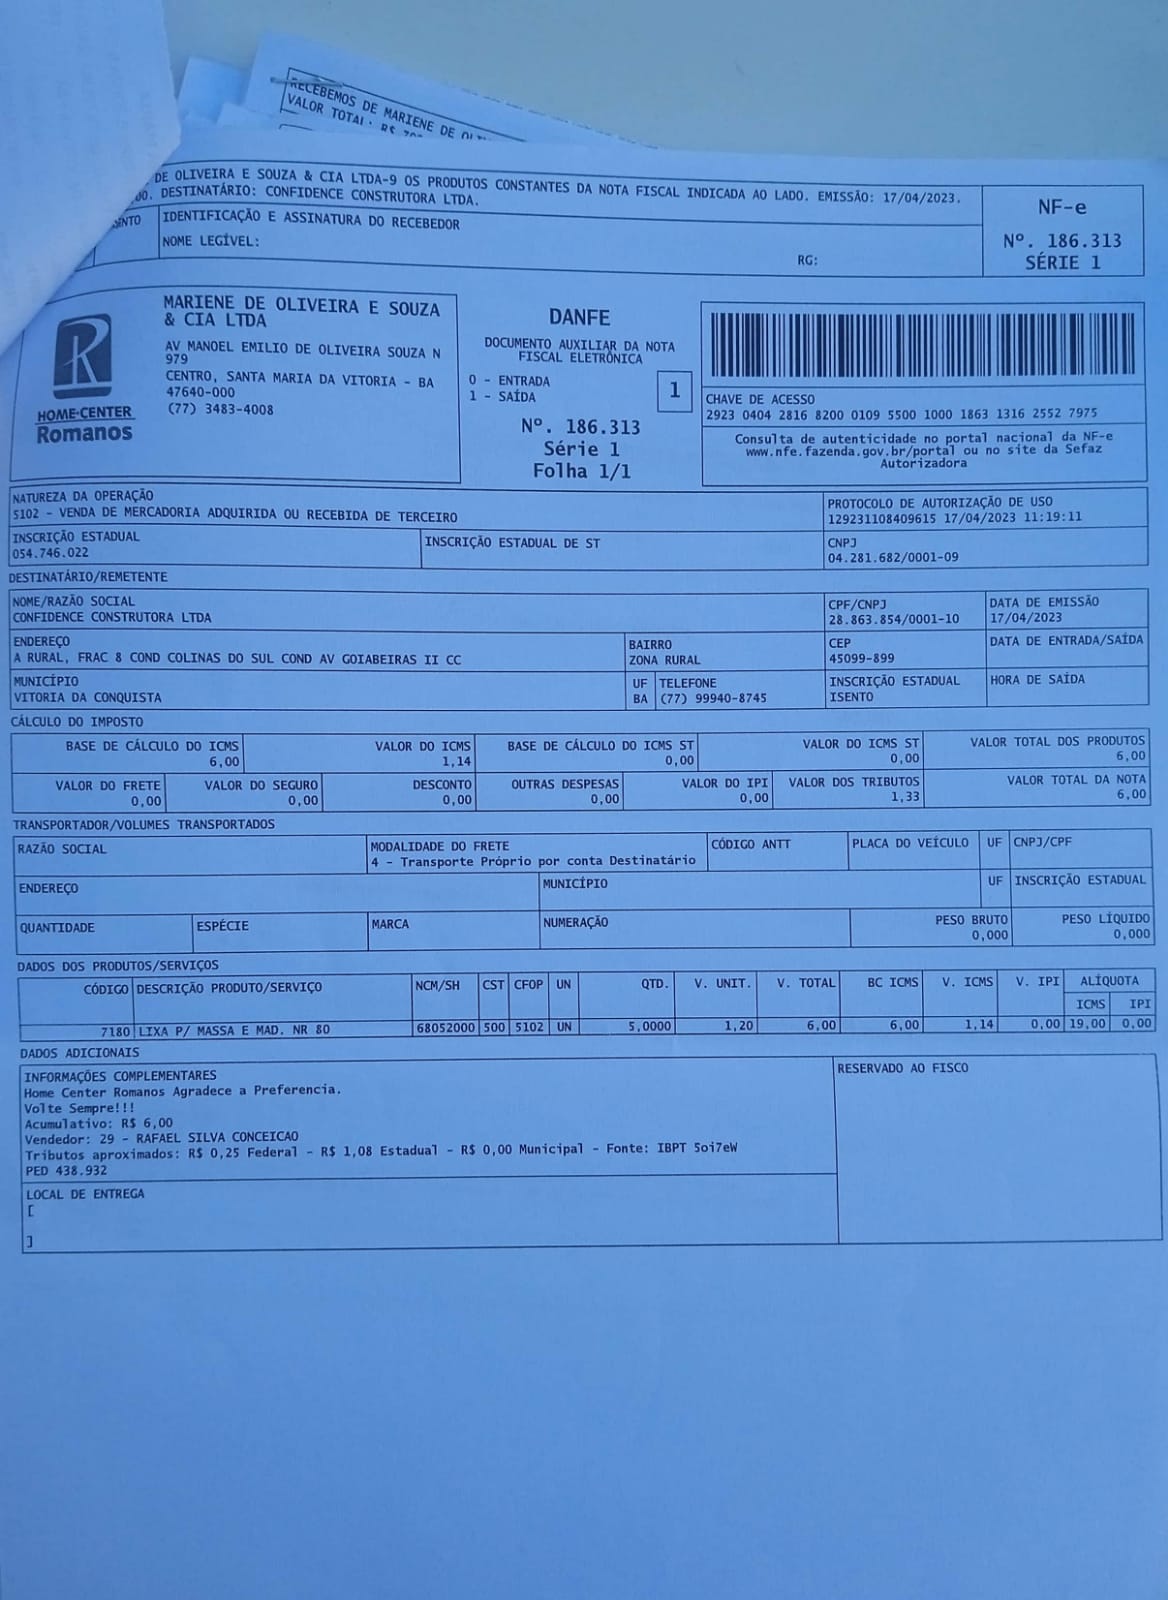 RECEBEMOS DE MARIENE DE
VALOR TOTAL: R$
DE OLIVEIRA E SOUZA & CIA LTDA-9 OS PRODUTOS CONSTANTES DA NOTA FISCAL INDICADA AO LADO. EMISSÃO: 17/04/2023.
DESTINATÁRIO: CONFIDENCE CONSTRUTORA LTDA.
IDENTIFICAÇÃO E ASSINATURA DO RECEBEDOR
NOME LEGÍVEL:
RG:
NF-e
Nº. 186.313
SÉRIE 1
HOME-CENTER
Romanos
MARIENE DE OLIVEIRA E SOUZA
& CIA LTDA
AV MANOEL EMILIO DE OLIVEIRA SOUZA N
979
CENTRO, SANTA MARIA DA VITORIA - BA
47640-000
(77) 3483-4008
DANFE
DOCUMENTO AUXILIAR DA NOTA
FISCAL ELETRÔNICA
0 - ENTRADA
1 - SAÍDA
1
Nº. 186.313
Série 1
Folha 1/1
CHAVE DE ACESSO
2923 0404 2816 8200 0109 5500 1000 1863 1316 2552 7975
Consulta de autenticidade no portal nacional da NF-e
www.nfe.fazenda.gov.br/portal ou no site da Sefaz
Autorizadora
NATUREZA DA OPERAÇÃO
5102 - VENDA DE MERCADORIA ADQUIRIDA OU RECEBIDA DE TERCEIRO
PROTOCOLO DE AUTORIZAÇÃO DE USO
129231108409615 17/04/2023 11:19:11
INSCRIÇÃO ESTADUAL
054.746.022
INSCRIÇÃO ESTADUAL DE ST
CNPJ
04.281.682/0001-09
DESTINATÁRIO/REMETENTE
NOME/RAZÃO SOCIAL
CONFIDENCE CONSTRUTORA LTDA
CPF/CNPJ
28.863.854/0001-10
DATA DE EMISSÃO
17/04/2023
ENDEREÇO
A RURAL, FRAC 8 COND COLINAS DO SUL COND AV GOIABEIRAS II CC
BAIRRO
ZONA RURAL
CEP
45099-899
DATA DE ENTRADA/SAÍDA
MUNICÍPIO
VITORIA DA CONQUISTA
UF
BA
TELEFONE
(77) 99940-8745
INSCRIÇÃO ESTADUAL
ISENTO
HORA DE SAÍDA
CÁLCULO DO IMPOSTO
BASE DE CÁLCULO DO ICMS
6,00
VALOR DO ICMS
1,14
BASE DE CÁLCULO DO ICMS ST
0,00
VALOR DO ICMS ST
0,00
VALOR TOTAL DOS PRODUTOS
6,00
VALOR DO FRETE
0,00
VALOR DO SEGURO
0,00
DESCONTO
0,00
OUTRAS DESPESAS
0,00
VALOR DO IPI
0,00
VALOR DOS TRIBUTOS
1,33
VALOR TOTAL DA NOTA
6,00
TRANSPORTADOR/VOLUMES TRANSPORTADOS
RAZÃO SOCIAL
MODALIDADE DO FRETE
4 - Transporte Próprio por conta Destinatário
CÓDIGO ANTT
PLACA DO VEÍCULO
UF
CNPJ/CPF
ENDEREÇO
MUNICÍPIO
UF
INSCRIÇÃO ESTADUAL
QUANTIDADE
ESPÉCIE
MARCA
NUMERAÇÃO
PESO BRUTO
0,000
PESO LÍQUIDO
0,000
DADOS DOS PRODUTOS/SERVIÇOS
CÓDIGO DESCRIÇÃO PRODUTO/SERVIÇO NCM/SH CST CFOP UN QTD. V. UNIT. V. TOTAL BC ICMS V. ICMS V. IPI ALÍQUOTA
ICMS IPI
7180 LIXA P/ MASSA E MAD. NR 80 68052000 500 5102 UN 5,0000 1,20 6,00 6,00 1,14 0,00 19,00 0,00
DADOS ADICIONAIS
INFORMAÇÕES COMPLEMENTARES
Home Center Romanos Agradece a Preferencia.
Volte Sempre!!!
Acumulativo: R$ 6,00
Vendedor: 29 - RAFAEL SILVA CONCEICAO
Tributos aproximados: R$ 0,25 Federal - R$ 1,08 Estadual - R$ 0,00 Municipal - Fonte: IBPT 5oi7eW
PED 438.932
RESERVADO AO FISCO
LOCAL DE ENTREGA
[
]